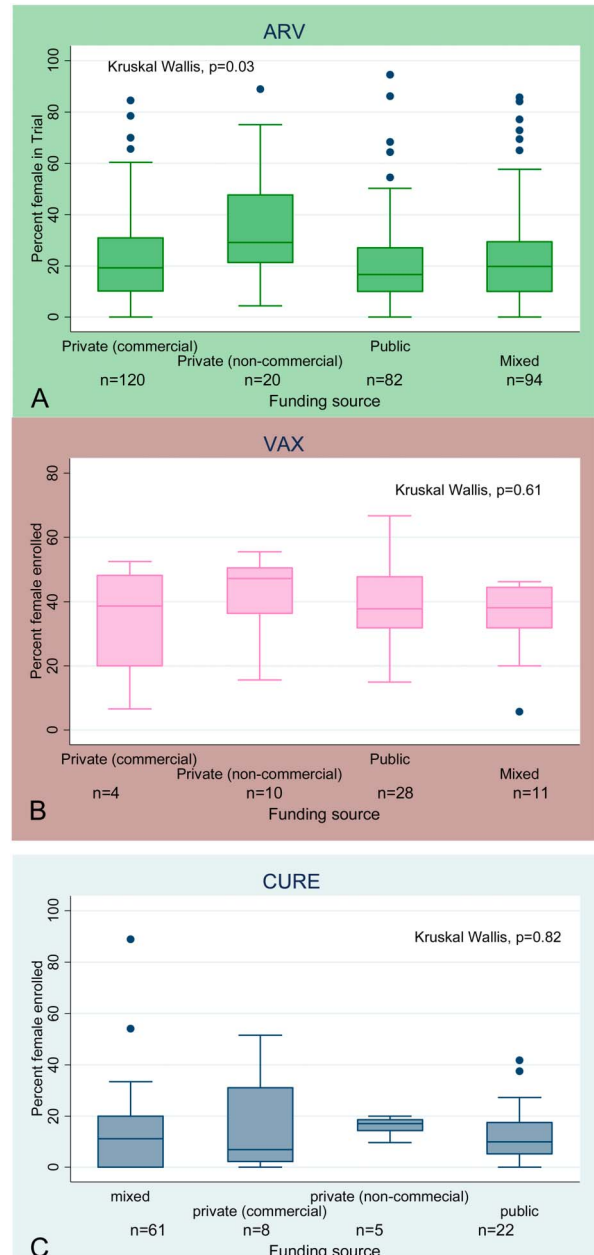 ARV
Kruskal Wallis, p=0.03
Percent female in Trial
100
80
60
40
20
0
Private (commercial) Public
Private (non-commercial) Mixed
n=120 n=20 n=82 n=94
A
Funding source
VAX
Kruskal Wallis, p=0.61
Percent female enrolled
80
60
40
20
0
Private (commercial) Public
Private (non-commercial) Mixed
n=4 n=10 n=28 n=11
B
Funding source
CURE
Kruskal Wallis, p=0.82
Percent female enrolled
100
80
60
40
20
0
mixed private (non-commecial)
private (commercial) public
n=61 n=8 n=5 n=22
C
Funding source